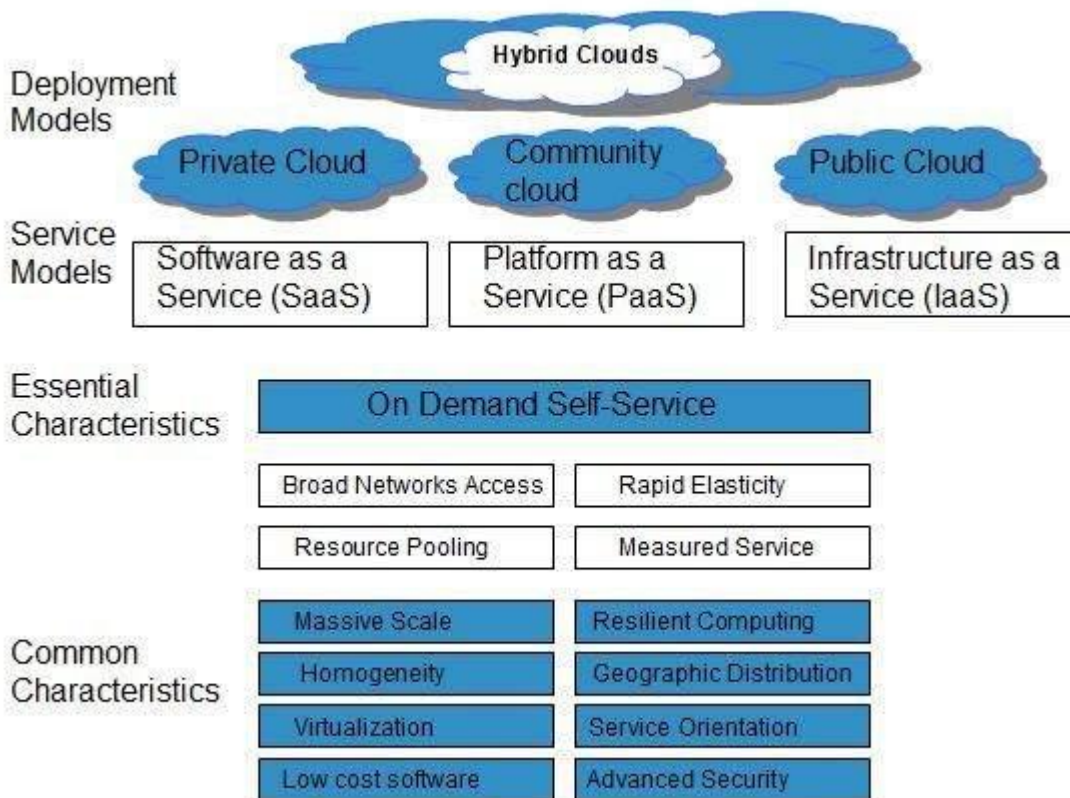 Hybrid Clouds
Deployment
Models
Private Cloud
Community
cloud
Public Cloud
Service
Models
Software as a
Service (SaaS)
Platform as a
Service (PaaS)
Infrastructure as a
Service (IaaS)
Essential
Characteristics
On Demand Self-Service
Broad Networks Access
Rapid Elasticity
Resource Pooling
Measured Service
Common
Characteristics
Massive Scale
Resilient Computing
Homogeneity
Geographic Distribution
Virtualization
Service Orientation
Low cost software
Advanced Security